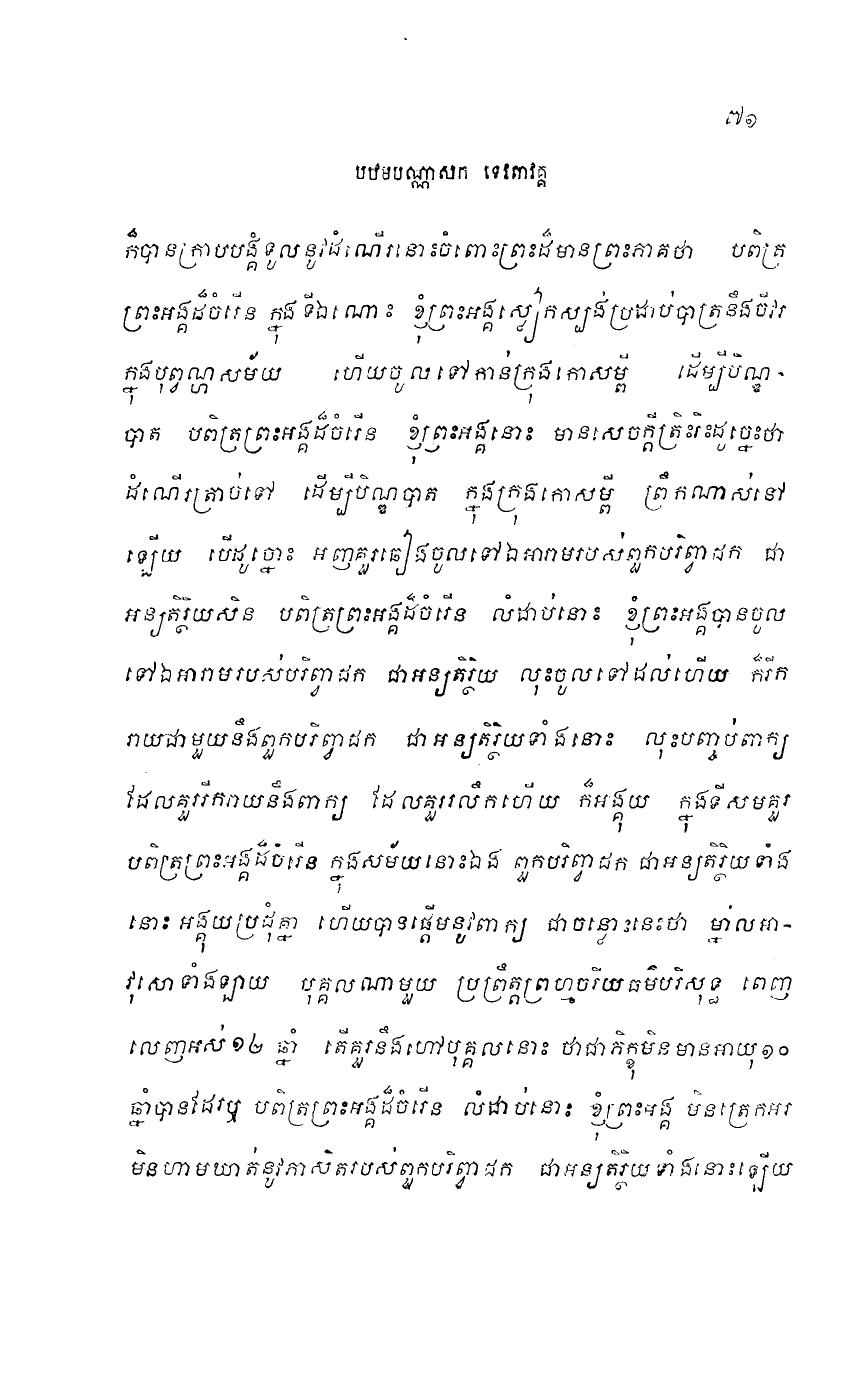 ៧១
បឋមបណ្ណាសក ទេវតាវគ្គ
ក៏បានក្រាបបង្គំទូលនូវដំណើរនោះចំពោះព្រះដ៏មានព្រះភាគថា បពិត្រ
ព្រះអង្គដ៏ចំរើន ក្នុងទីឯណោះ ខ្ញុំព្រះអង្គស្លៀកស្បង់ប្រដាប់បាត្រនឹងចីវរ
ក្នុងបុព្វណ្ហសម័យ ហើយចូលទៅកាន់ក្រុងកោសម្ពី ដើម្បីបិណ្ឌ-
បាត បពិត្រព្រះអង្គដ៏ចំរើន ខ្ញុំព្រះអង្គនោះ មានសេចក្តីត្រិះរិះដូច្នេះថា
ដំណើរត្រាច់ទៅ ដើម្បីបិណ្ឌបាត ក្នុងក្រុងកោសម្ពី ព្រឹកណាស់នៅ
ឡើយ បើដូច្នោះ អញគួរចៀងចូលទៅឯអារាមរបស់ពួកបរិព្វាជក ជា
អន្យតិរ្ថិយសិន បពិត្រព្រះអង្គដ៏ចំរើន លំដាប់នោះ ខ្ញុំព្រះអង្គបានចូល
ទៅឯអារាមរបស់បរិព្វាជក ជាអន្យតិរ្ថិយ លុះចូលទៅដល់ហើយ ក៏រីក
រាយជាមួយនឹងពួកបរិព្វាជក ជាអន្យតិរ្ថិយទាំងនោះ លុះបញ្ចប់ពាក្យ
ដែលគួររីករាយនឹងពាក្យ ដែលគួររលឹកហើយ ក៏អង្គុយ ក្នុងទីសមគួរ
បពិត្រព្រះអង្គដ៏ចំរើន ក្នុងសម័យនោះឯង ពួកបរិព្វាជក ជាអន្យតិរ្ថិយទាំង
នោះ អង្គុយប្រជុំគ្នា ហើយបានផ្តើមនូវពាក្យ ជាចន្លោះនេះថា ម្នាលអា-
វុសោទាំងឡាយ បុគ្គលណាមួយ ប្រព្រឹត្តព្រហ្មចរិយធម៌បរិសុទ្ធ ពេញ
លេញអស់១២ ឆ្នាំ តើគួរនឹងហៅបុគ្គលនោះ ថាជាភិក្ខុមិនមានអាយុ១០
ឆ្នាំបានដែរឬ បពិត្រព្រះអង្គដ៏ចំរើន លំដាប់នោះ ខ្ញុំព្រះអង្គ មិនត្រេកអរ
មិនហាមឃាត់នូវភាសិតរបស់ពួកបរិព្វាជក ជាអន្យតិរ្ថិយទាំងនោះឡើយ